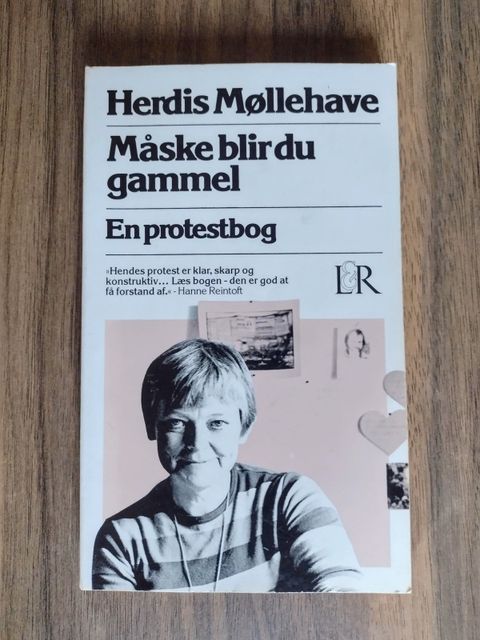 Herdis Møllehave
Måske blir du
gammel
En protestbog
»Hendes protest er klar, skarp og
konstruktiv... Læs bogen - den er god at
få forstand af.« - Hanne Reintoft
L&R